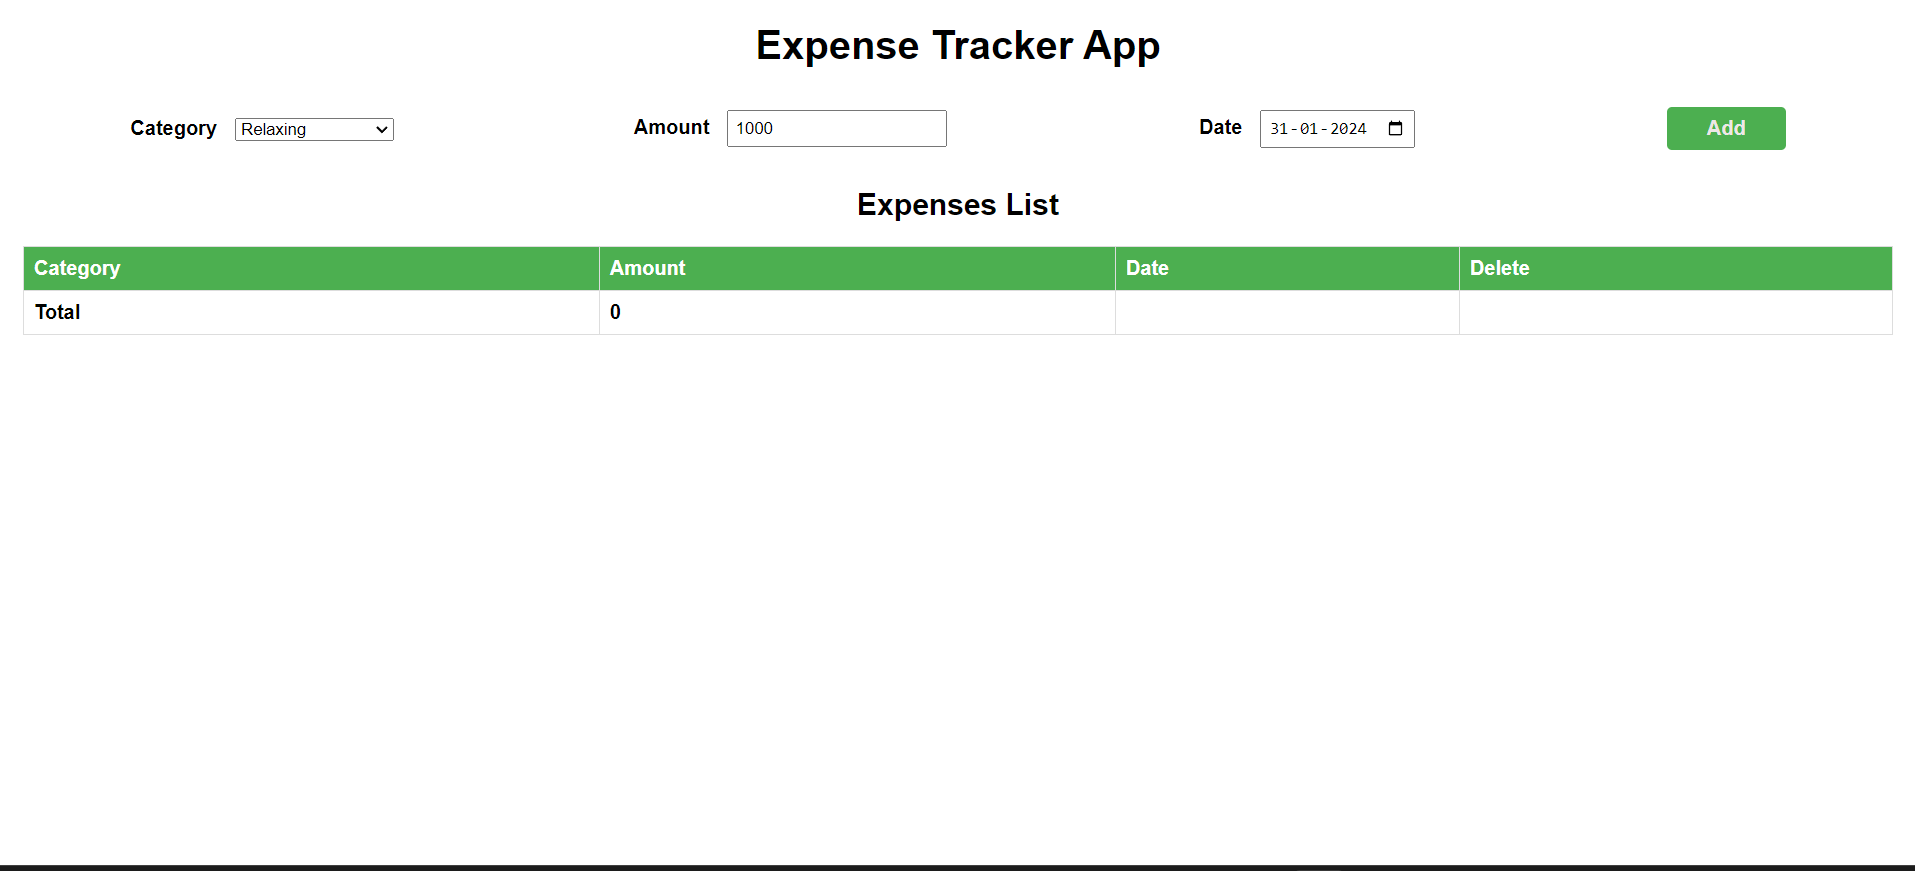 Expense Tracker App
Category Relaxing Amount 1000 Date 31-01-2024 Add
Expenses List
Category Amount Date Delete
Total 0